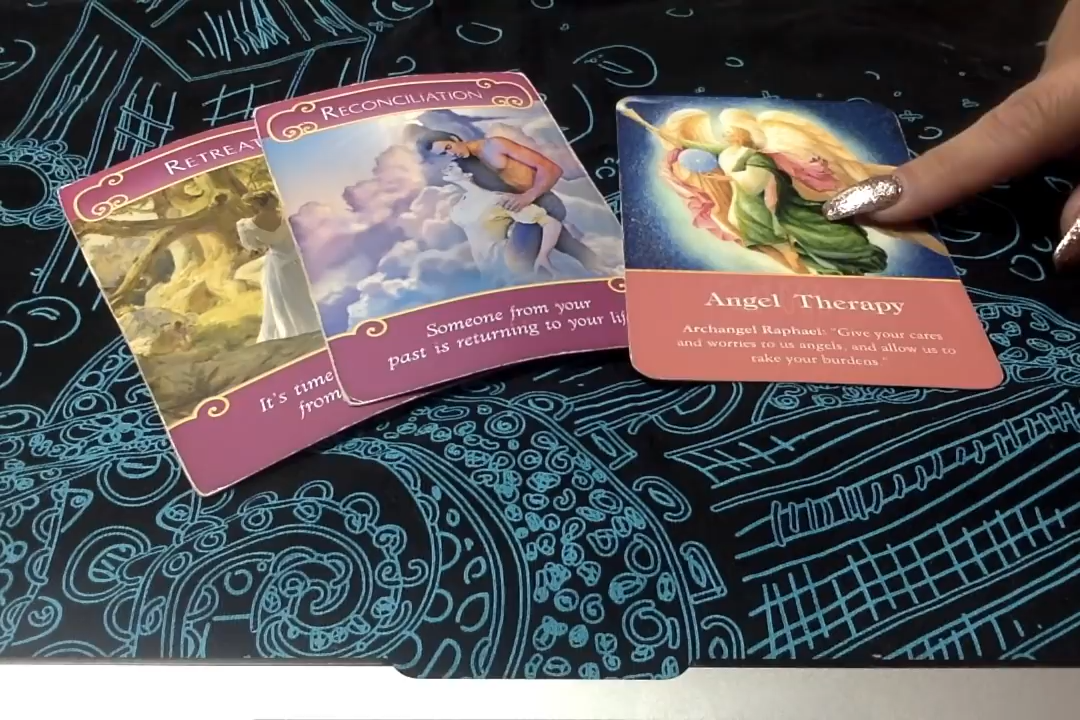 RETREAT
It's time
from
RECONCILIATION
Someone from your
past is returning to your lif
Angel Therapy
Archangel Raphael: "Give your cares
and worries to us angels, and allow us to
take your burdens."